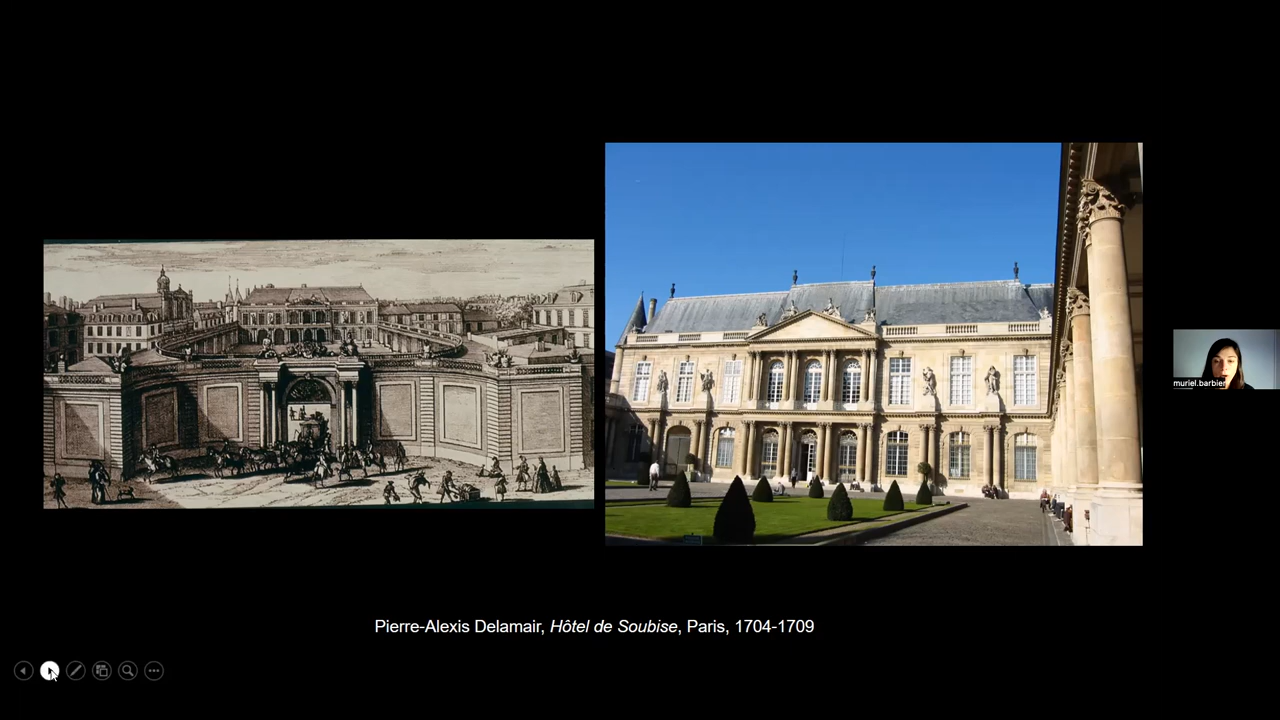 muriel.barbier
Pierre-Alexis Delamair, Hôtel de Soubise, Paris, 1704-1709